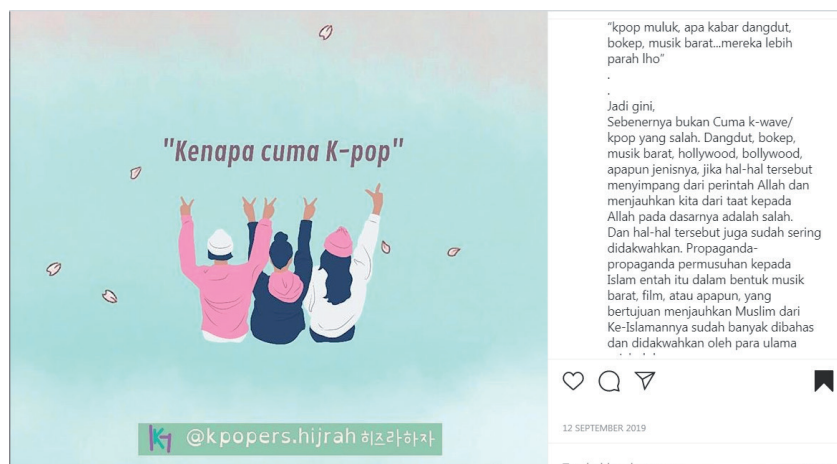 "Kenapa cuma K-pop"
@kpopers.hijrah 히즈라하자
"kpop muluk, apa kabar dangdut,
bokep, musik barat...mereka lebih
parah lho"
.
.
Jadi gini,
Sebenernya bukan Cuma k-wave/
kpop yang salah. Dangdut, bokep,
musik barat, hollywood, bollywood,
apapun jenisnya, jika hal-hal tersebut
menyimpang dari perintah Allah dan
menjauhkan kita dari taat kepada
Allah pada dasarnya adalah salah.
Dan hal-hal tersebut juga sudah sering
didakwahkan. Propaganda-
propaganda permusuhan kepada
Islam entah itu dalam bentuk musik
barat, film, atau apapun, yang
bertujuan menjauhkan Muslim dari
Ke-Islamannya sudah banyak dibahas
dan didakwahkan oleh para ulama
12 SEPTEMBER 2019